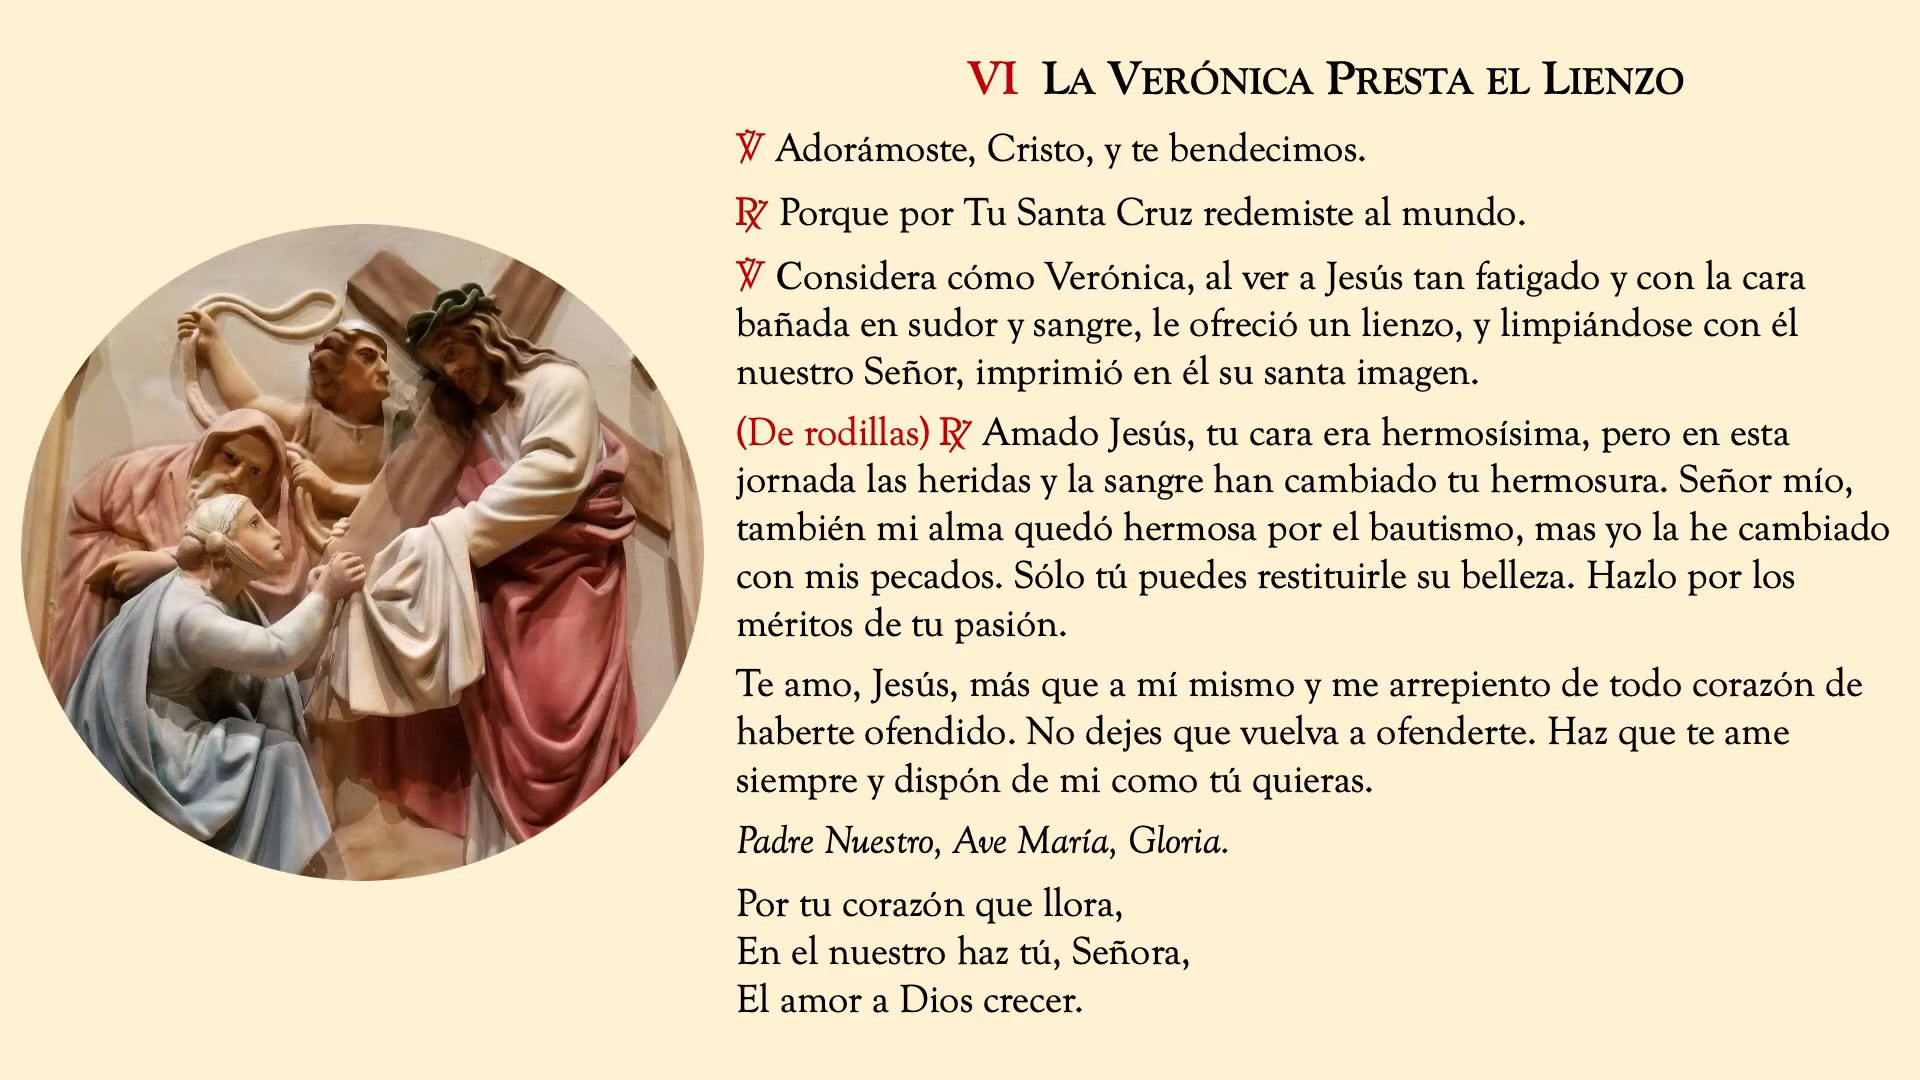 VI La Verónica Presta el Lienzo
℣ Adorámoste, Cristo, y te bendecimos.
℟ Porque por Tu Santa Cruz redemiste al mundo.
℣ Considera cómo Verónica, al ver a Jesús tan fatigado y con la cara
bañada en sudor y sangre, le ofreció un lienzo, y limpiándose con él
nuestro Señor, imprimió en él su santa imagen.
(De rodillas) ℟ Amado Jesús, tu cara era hermosísima, pero en esta
jornada las heridas y la sangre han cambiado tu hermosura. Señor mío,
también mi alma quedó hermosa por el bautismo, mas yo la he cambiado
con mis pecados. Sólo tú puedes restituirle su belleza. Hazlo por los
méritos de tu pasión.
Te amo, Jesús, más que a mí mismo y me arrepiento de todo corazón de
haberte ofendido. No dejes que vuelva a ofenderte. Haz que te ame
siempre y dispón de mi como tú quieras.
Padre Nuestro, Ave María, Gloria.
Por tu corazón que llora,
En el nuestro haz tú, Señora,
El amor a Dios crecer.